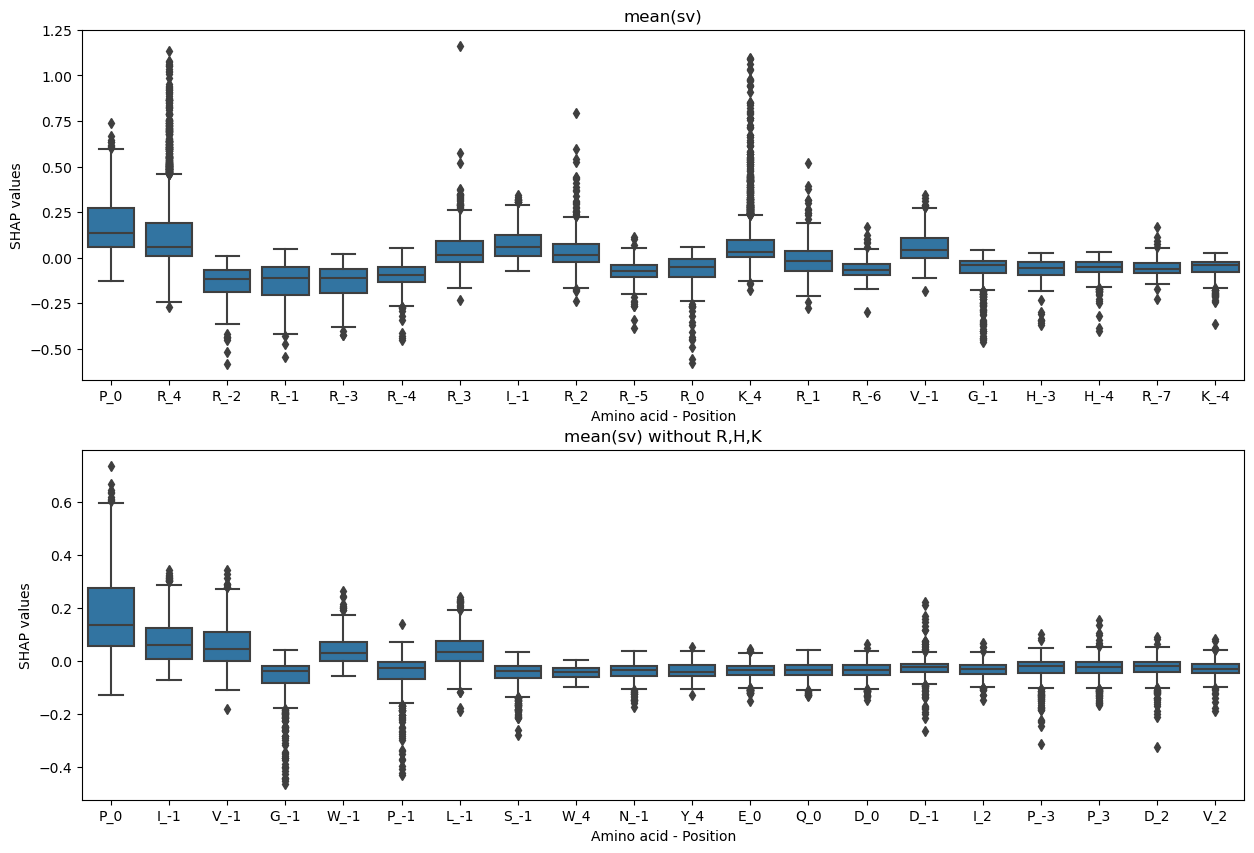 mean(sv)
1.25
1.00
0.75
0.50
0.25
0.00
−0.25
−0.50
SHAP values
P_0 R_4 R_-2 R_-1 R_-3 R_-4 R_3 I_-1 R_2 R_-5 R_0 K_4 R_1 R_-6 V_-1 G_-1 H_-3 H_-4 R_-7 K_-4
Amino acid - Position
mean(sv) without R,H,K
0.6
0.4
0.2
0.0
−0.2
−0.4
SHAP values
P_0 I_-1 V_-1 G_-1 W_-1 P_-1 L_-1 S_-1 W_4 N_-1 Y_4 E_0 Q_0 D_0 D_-1 I_2 P_-3 P_3 D_2 V_2
Amino acid - Position